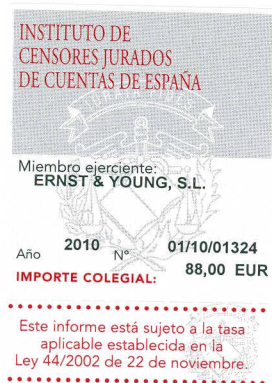 INSTITUTO DE
CENSORES JURADOS
DE CUENTAS DE ESPAÑA
Miembro ejerciente:
ERNST & YOUNG, S.L.
Año 2010 Nº 01/10/01324
IMPORTE COLEGIAL: 88,00 EUR
Este informe está sujeto a la tasa
aplicable establecida en la
Ley 44/2002 de 22 de noviembre.